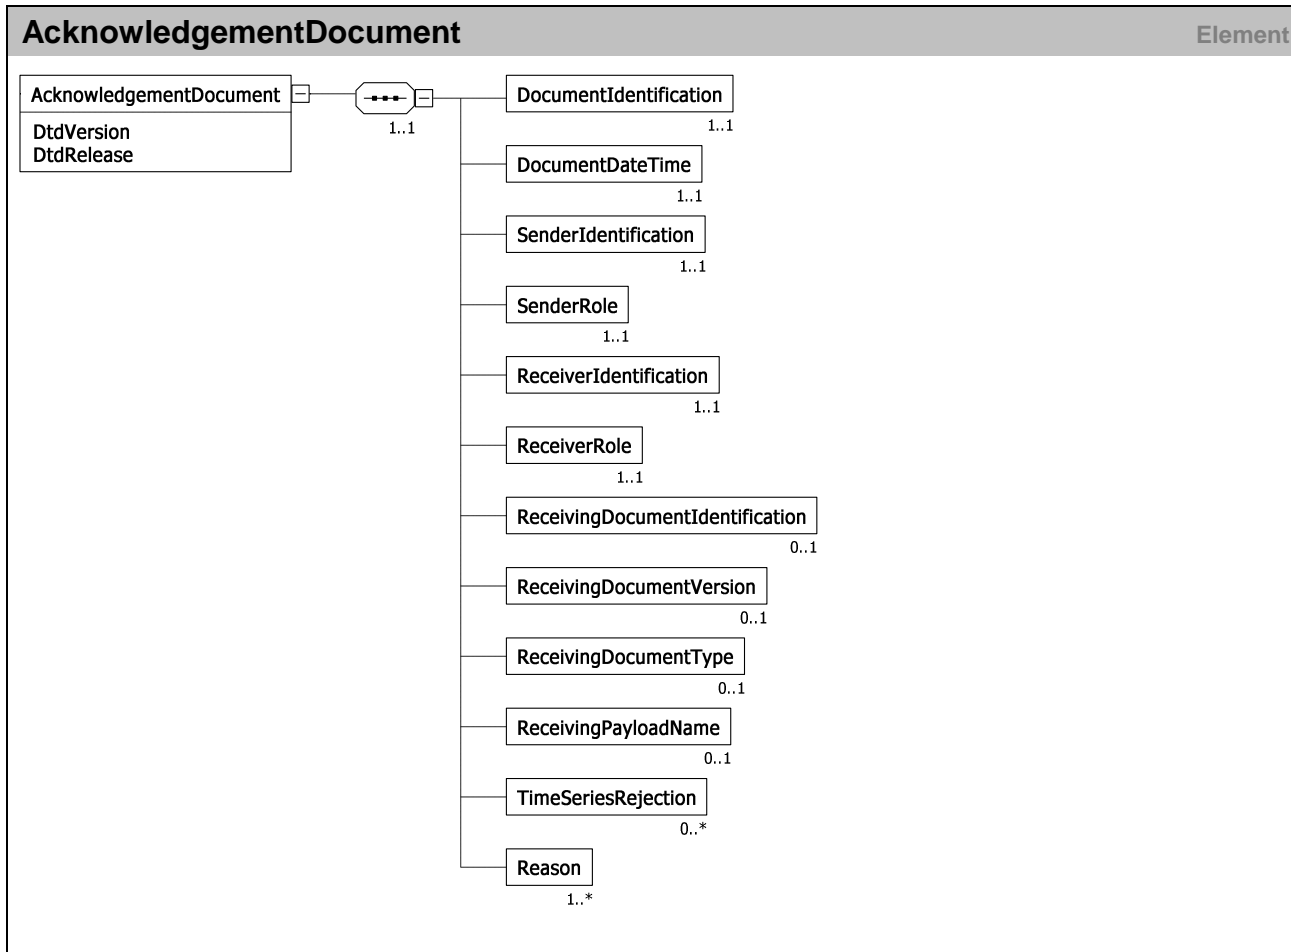 AcknowledgementDocument
Element
AcknowledgementDocument
DtdVersion
DtdRelease
1..1
DocumentIdentification
1..1
DocumentDateTime
1..1
SenderIdentification
1..1
SenderRole
1..1
ReceiverIdentification
1..1
ReceiverRole
1..1
ReceivingDocumentIdentification
0..1
ReceivingDocumentVersion
0..1
ReceivingDocumentType
0..1
ReceivingPayloadName
0..1
TimeSeriesRejection
0..*
Reason
1..*